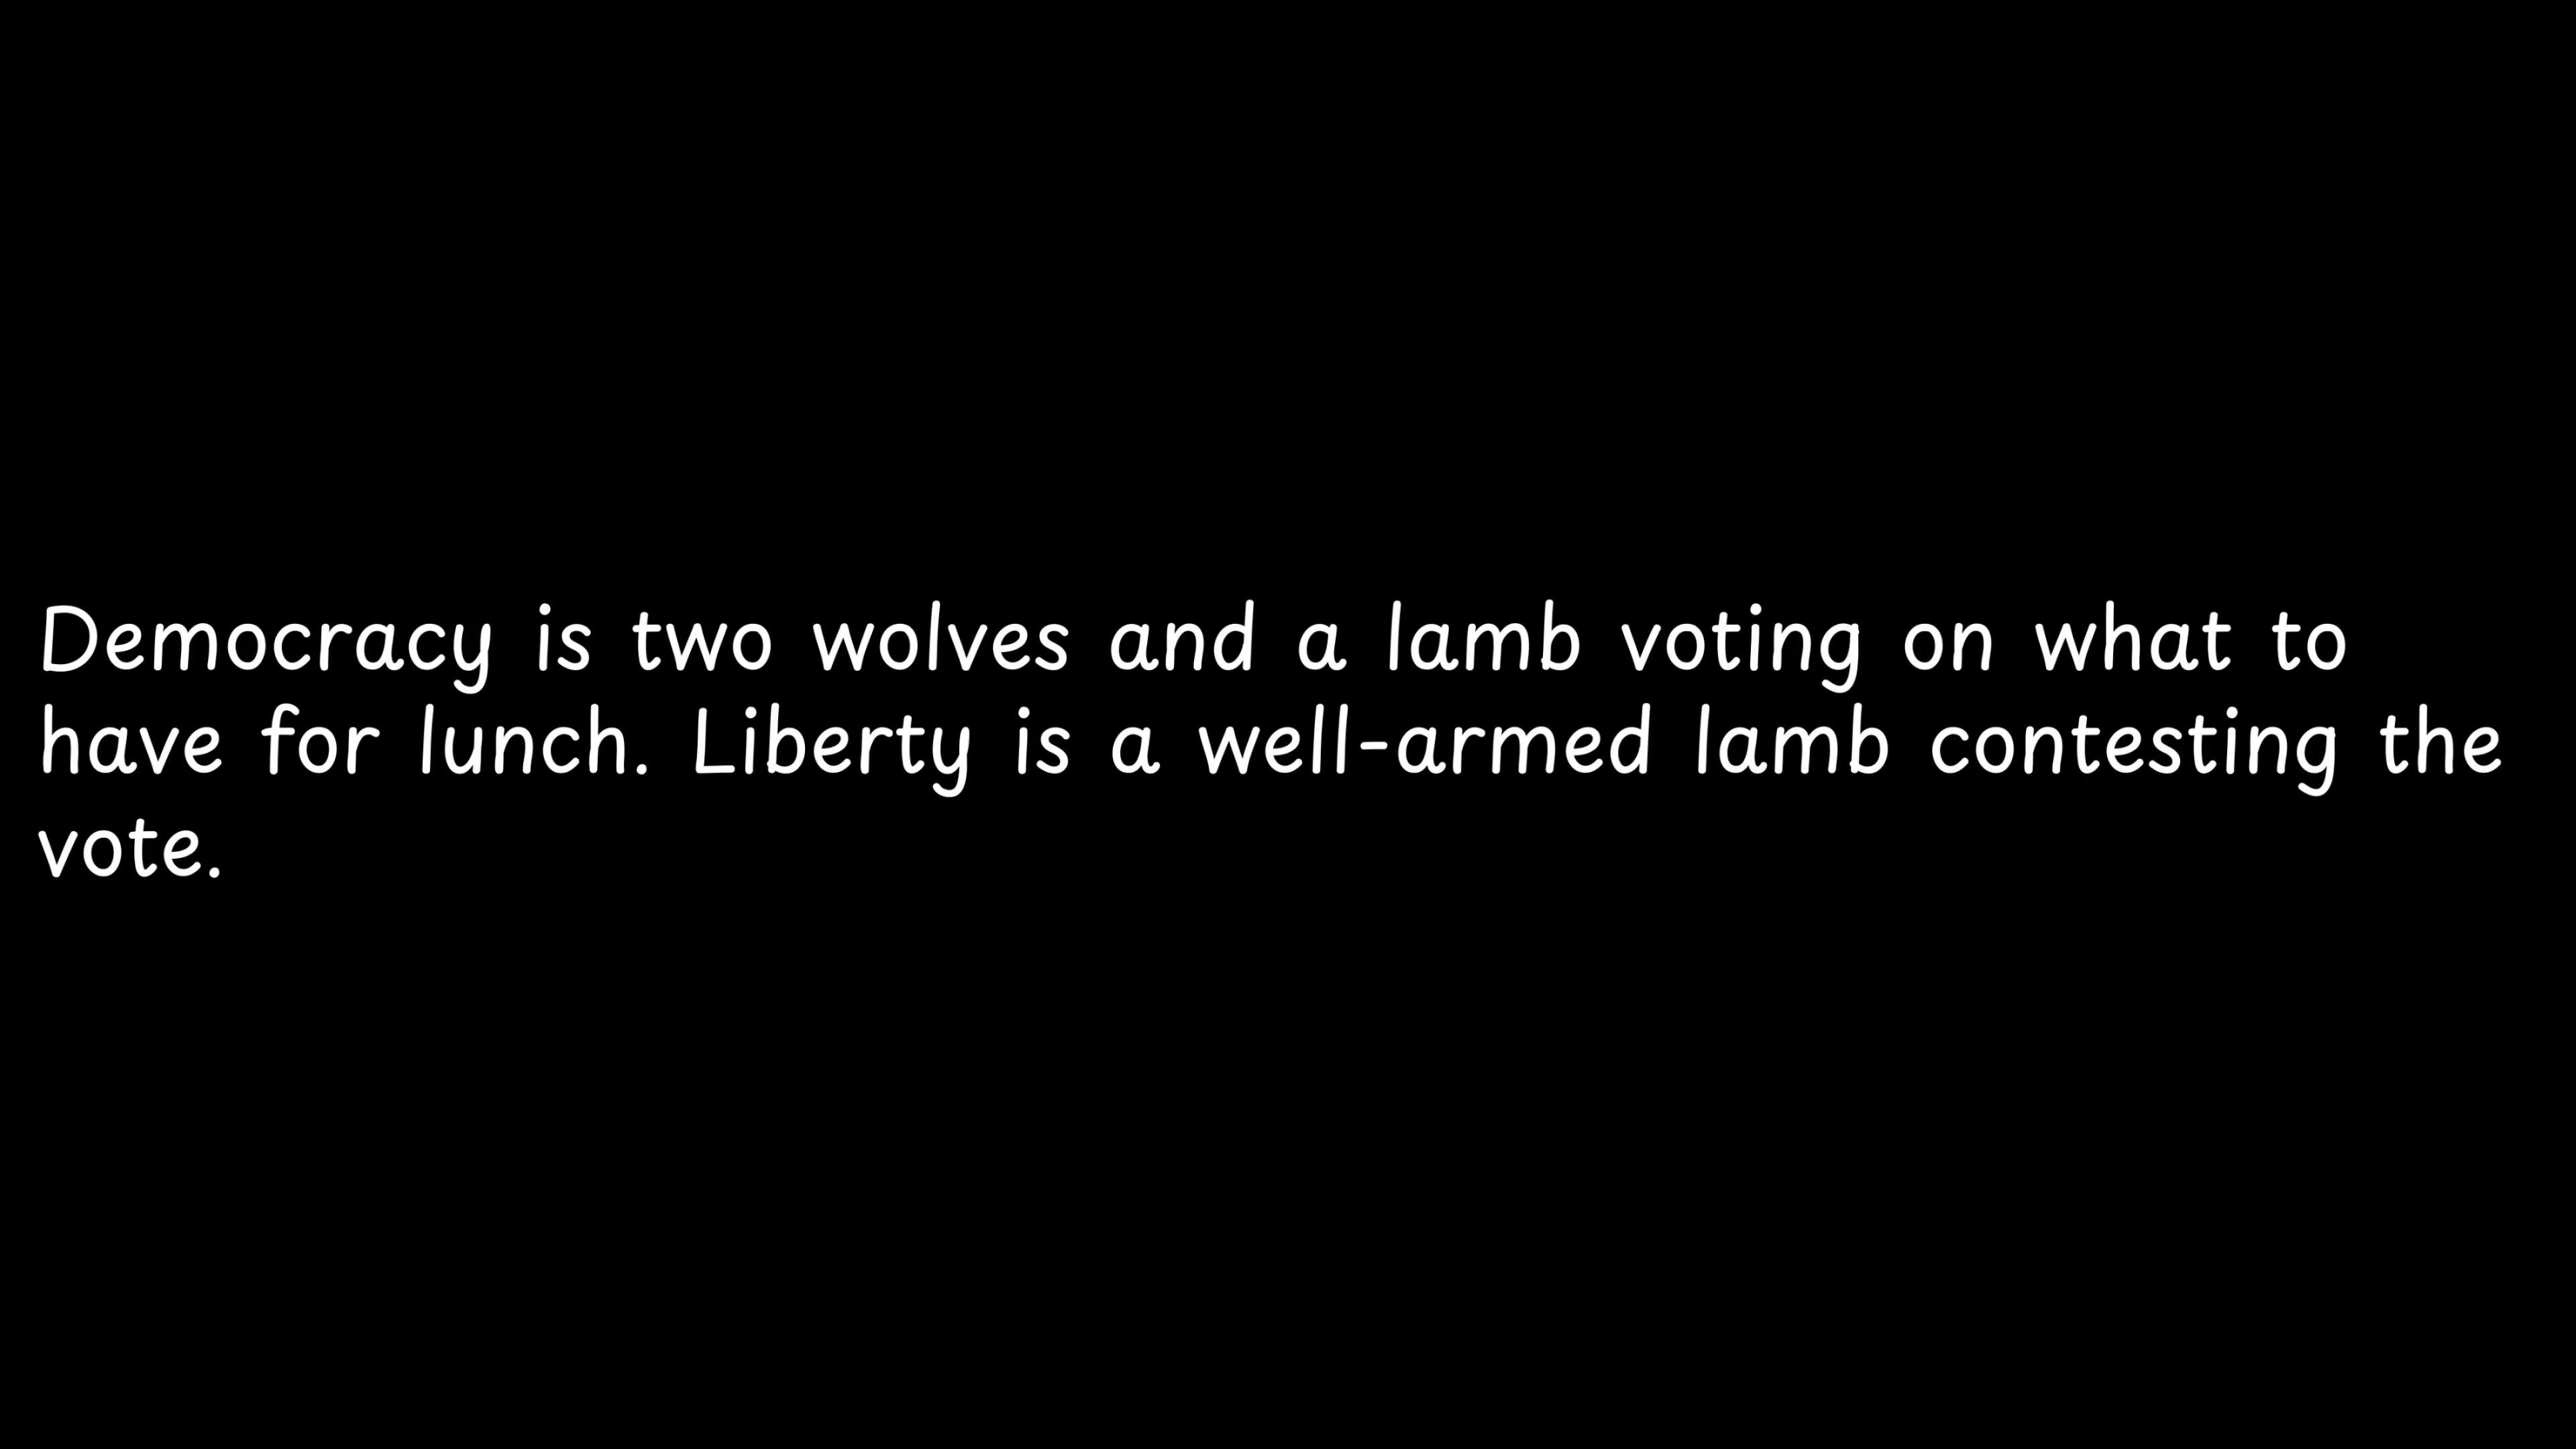 Democracy is two wolves and a lamb voting on what to
have for lunch. Liberty is a well-armed lamb contesting the
vote.